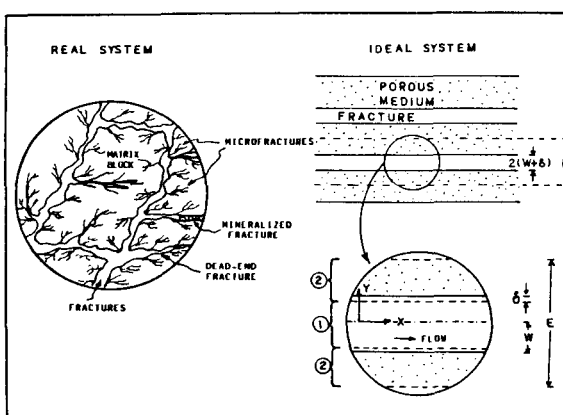 REAL SYSTEM
MATRIX
BLOCK
MICROFRACTURES
MINERALIZED
FRACTURE
DEAD-END
FRACTURE
FRACTURES
IDEAL SYSTEM
POROUS
MEDIUM
FRACTURE
2(W+δ)
②
①
②
Y
X
FLOW
δ
W
E